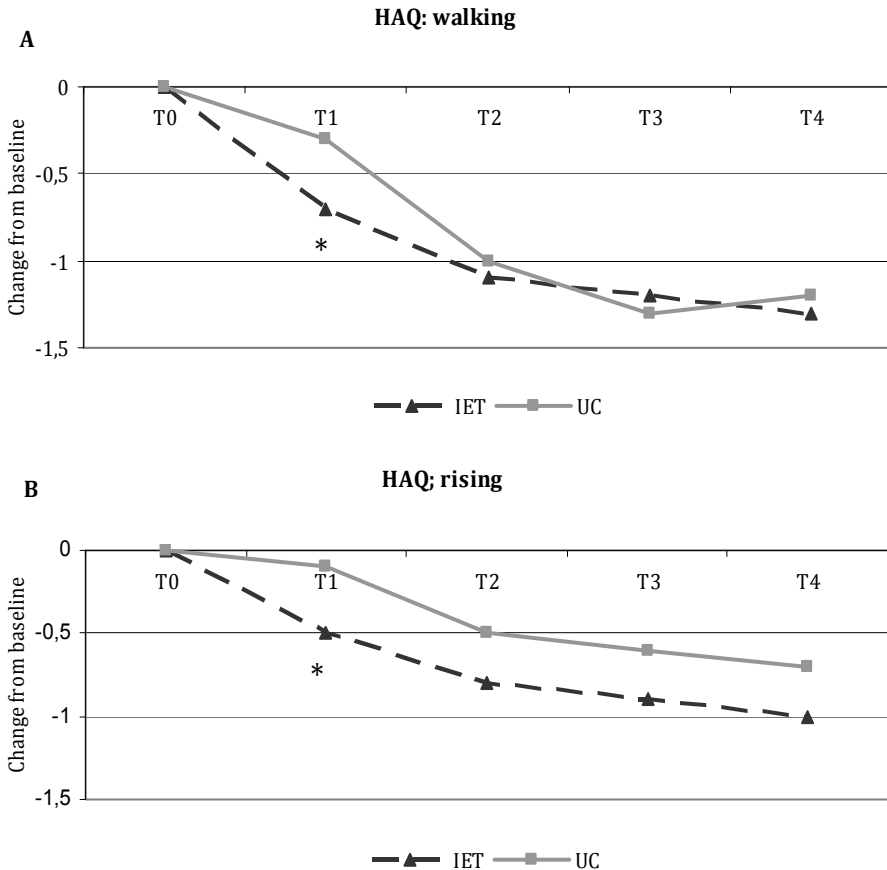 HAQ: walking
A
0
T0 T1 T2 T3 T4
-0,5
*
-1
-1,5
Change from baseline
IET UC
HAQ; rising
B
0
T0 T1 T2 T3 T4
-0,5
*
-1
-1,5
Change from baseline
IET UC